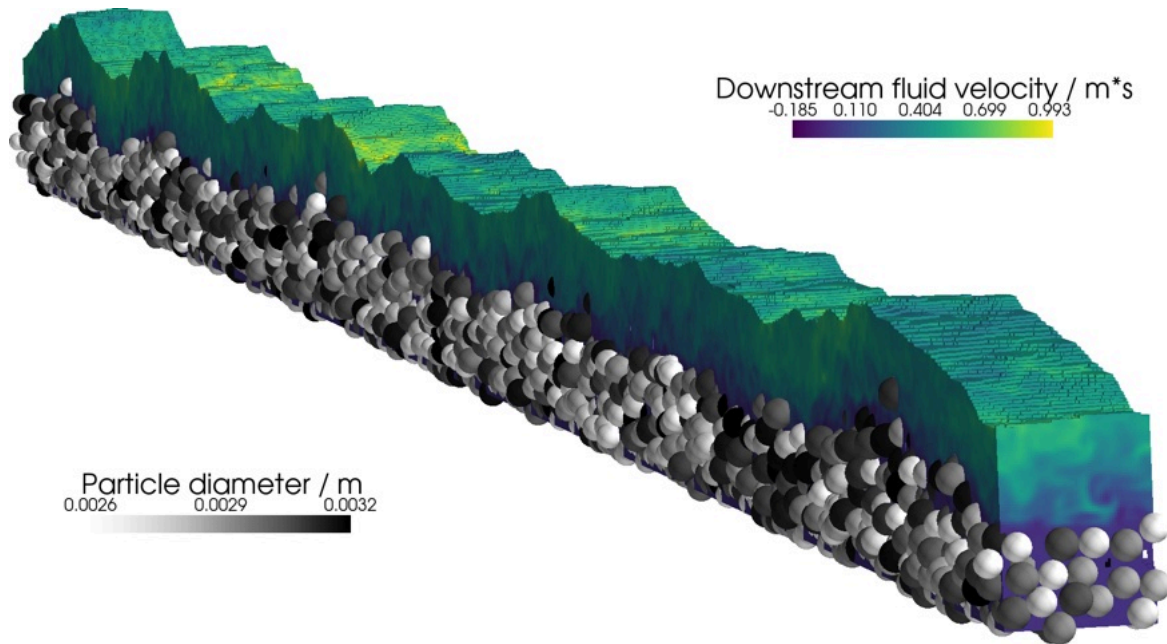 Downstream fluid velocity / m*s
-0.185 0.110 0.404 0.699 0.993
Particle diameter / m
0.0026 0.0029 0.0032